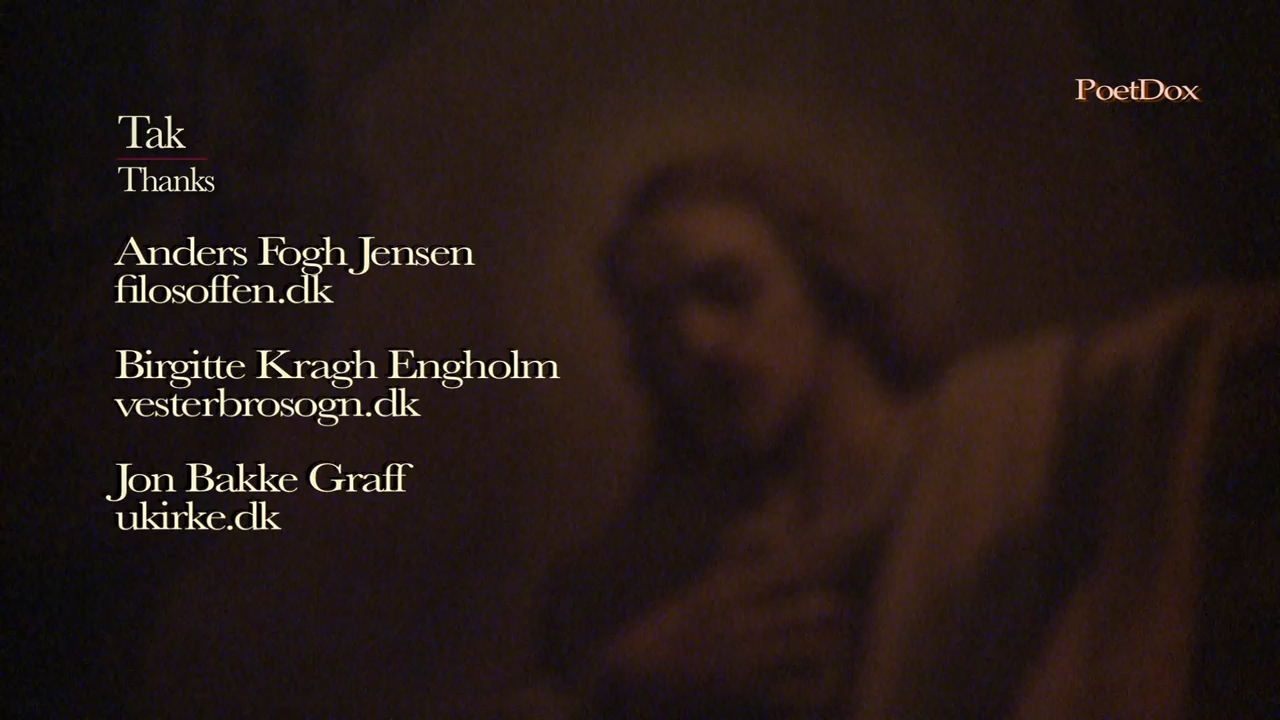 PoetDox
Tak
Thanks
Anders Fogh Jensen
filosoffen.dk
Birgitte Kragh Engholm
vesterbrosogn.dk
Jon Bakke Graff
ukirke.dk